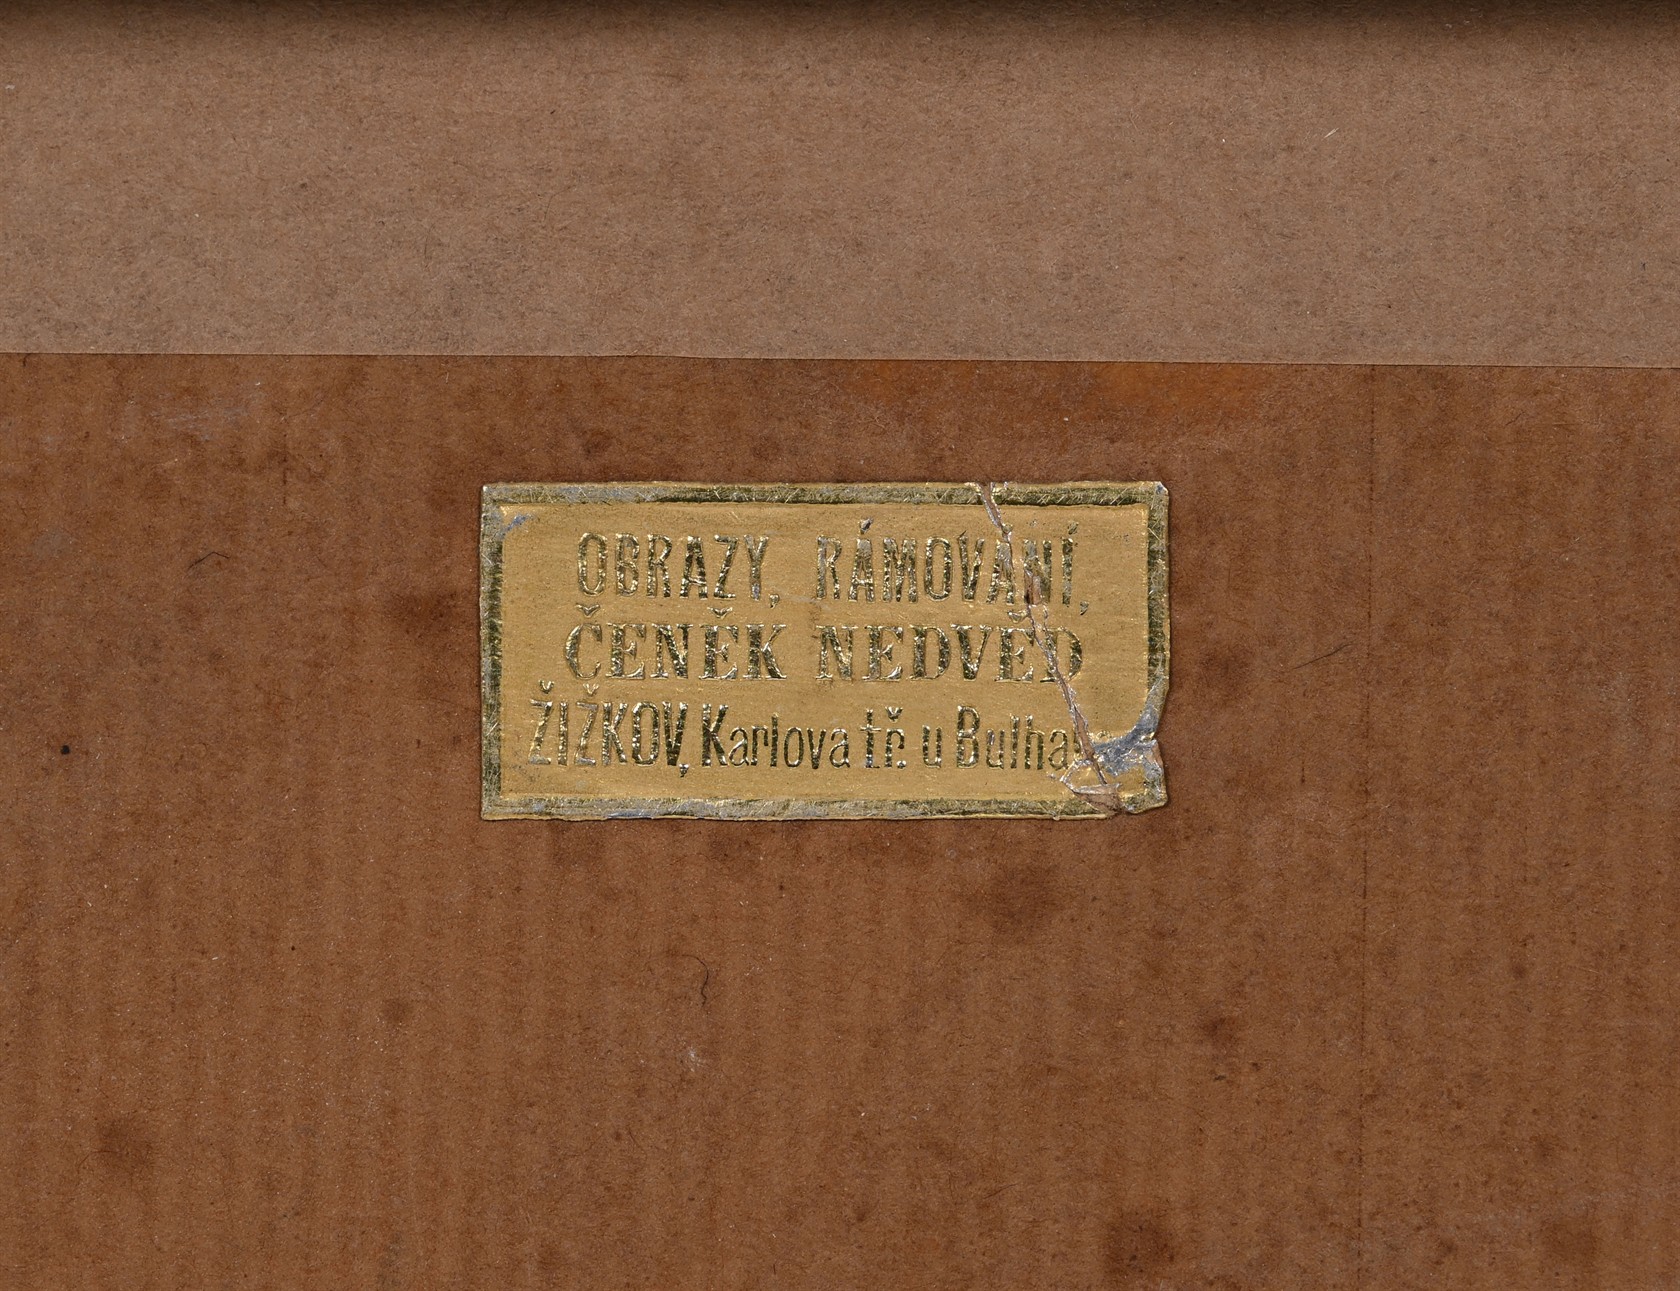 OBRAZY, RÁMOVÁNÍ,
ČENĚK NEDVĚD
ŽIŽKOV, Karlova tř. u